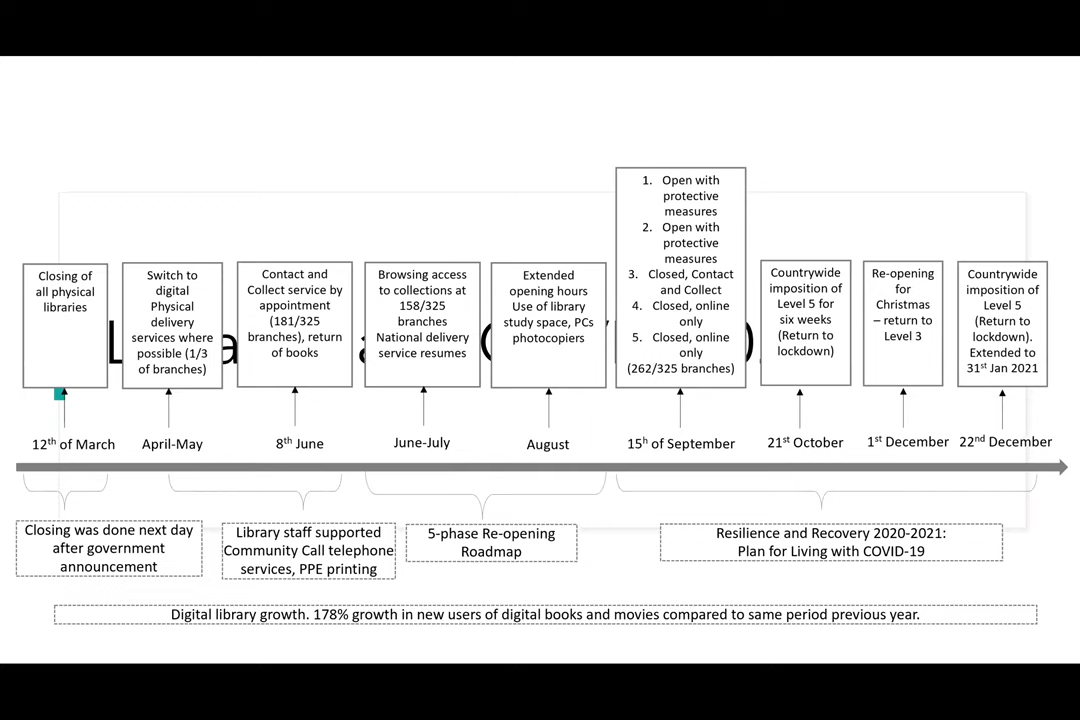 Closing of
all physical
libraries
Switch to
digital
Physical
delivery
services where
possible (1/3
of branches)
Contact and
Collect service by
appointment
(181/325
branches), return
of books
Browsing access
to collections at
158/325
branches
National delivery
service resumes
Extended
opening hours
Use of library
study space, PCs
photocopiers
1. Open with
protective
measures
2. Open with
protective
measures
3. Closed, Contact
and Collect
4. Closed, online
only
5. Closed, online
only
(262/325 branches)
Countrywide
imposition of
Level 5 for
six weeks
(Return to
lockdown)
Re-opening
for
Christmas
– return to
Level 3
Countrywide
imposition of
Level 5
(Return to
lockdown).
Extended to
31st Jan 2021
12th of March
April-May
8th June
June-July
August
15h of September
21st October
1st December
22nd December
Closing was done next day
after government
announcement
Library staff supported
Community Call telephone
services, PPE printing
5-phase Re-opening
Roadmap
Resilience and Recovery 2020-2021:
Plan for Living with COVID-19
Digital library growth. 178% growth in new users of digital books and movies compared to same period previous year.